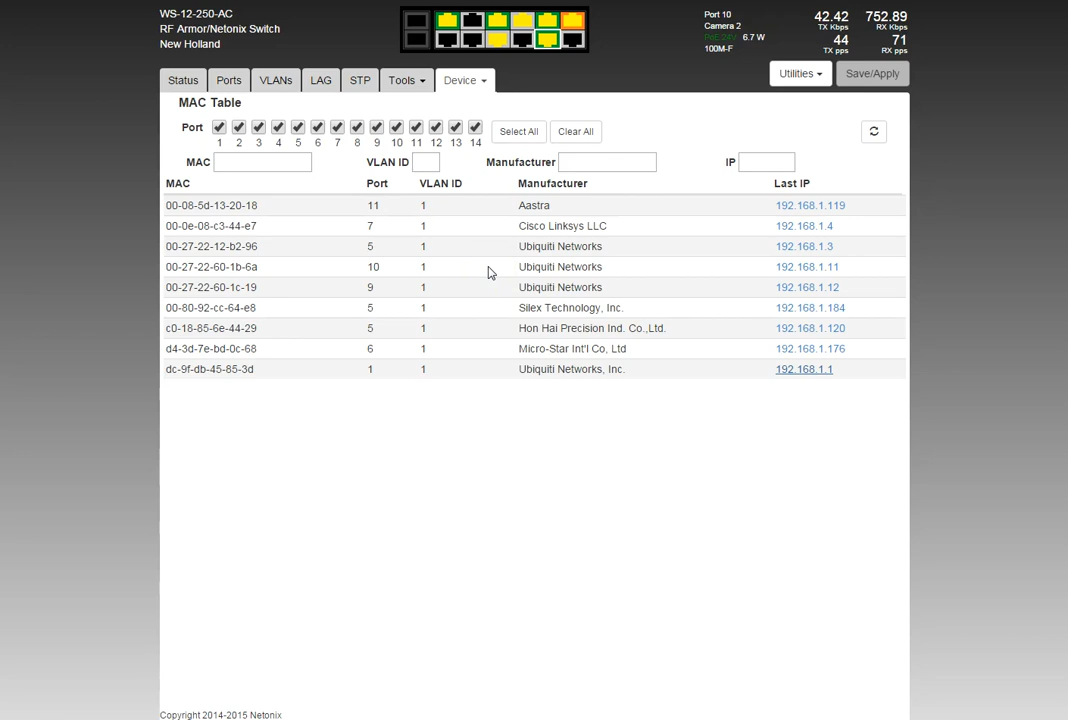 WS-12-250-AC
RF Armor/Netonix Switch
New Holland
Port 10
Camera 2
PoE 24V 6.7 W
100M-F
42.42 752.89
TX Kbps RX Kbps
44 71
TX pps RX pps
Status Ports VLANs LAG STP Tools Device Utilities Save/Apply
MAC Table
Port
1 2 3 4 5 6 7 8 9 10 11 12 13 14
Select All Clear All
MAC VLAN ID Manufacturer IP
MAC Port VLAN ID Manufacturer Last IP
00-08-5d-13-20-18 11 1 Aastra 192.168.1.119
00-0e-08-c3-44-e7 7 1 Cisco Linksys LLC 192.168.1.4
00-27-22-12-b2-96 5 1 Ubiquiti Networks 192.168.1.3
00-27-22-60-1b-6a 10 1 Ubiquiti Networks 192.168.1.11
00-27-22-60-1c-19 9 1 Ubiquiti Networks 192.168.1.12
00-80-92-cc-64-e8 5 1 Silex Technology, Inc. 192.168.1.184
c0-18-85-6e-44-29 5 1 Hon Hai Precision Ind. Co.,Ltd. 192.168.1.120
d4-3d-7e-bd-0c-68 6 1 Micro-Star Int'l Co, Ltd 192.168.1.176
dc-9f-db-45-85-3d 1 1 Ubiquiti Networks, Inc. 192.168.1.1
Copyright 2014-2015 Netonix